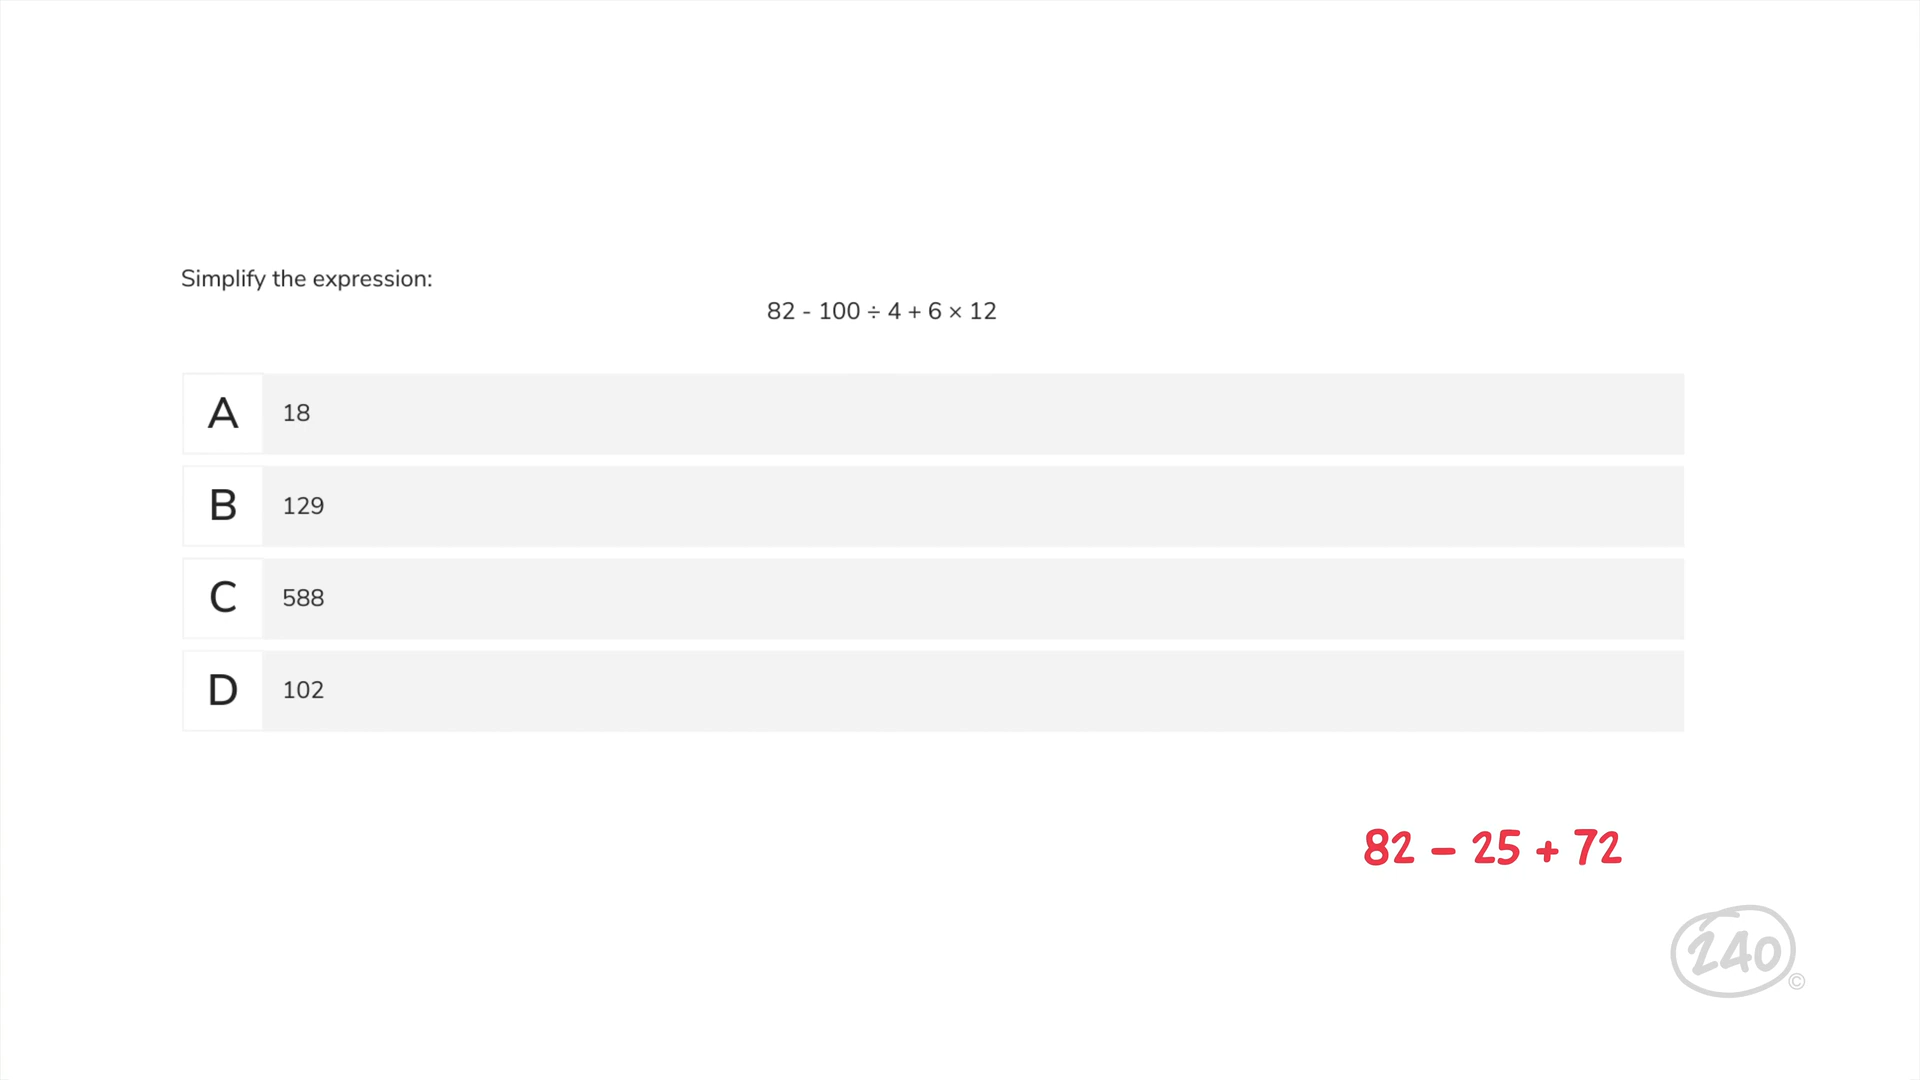 Simplify the expression:
82 - 100 ÷ 4 + 6 × 12
A 18
B 129
C 588
D 102
82 - 25 + 72
240
©